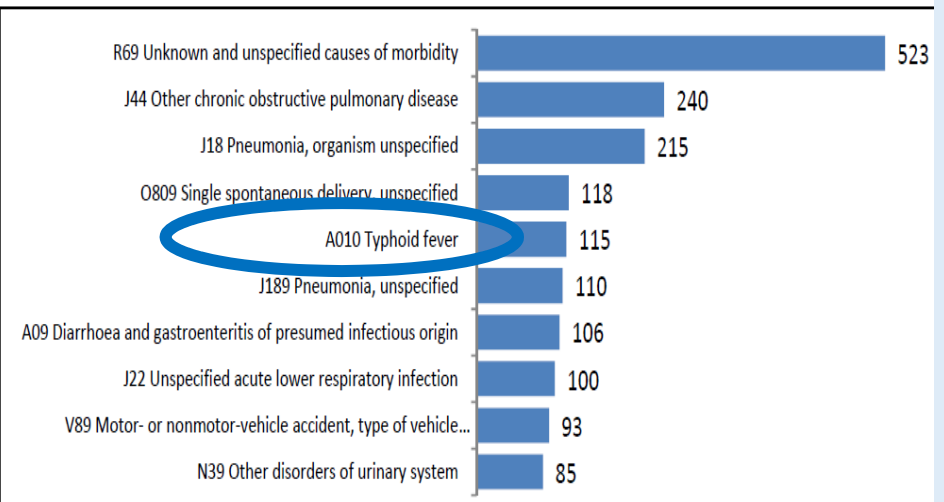 R69 Unknown and unspecified causes of morbidity 523
J44 Other chronic obstructive pulmonary disease 240
J18 Pneumonia, organism unspecified 215
O809 Single spontaneous delivery, unspecified 118
A010 Typhoid fever 115
J189 Pneumonia, unspecified 110
A09 Diarrhoea and gastroenteritis of presumed infectious origin 106
J22 Unspecified acute lower respiratory infection 100
V89 Motor- or nonmotor-vehicle accident, type of vehicle... 93
N39 Other disorders of urinary system 85